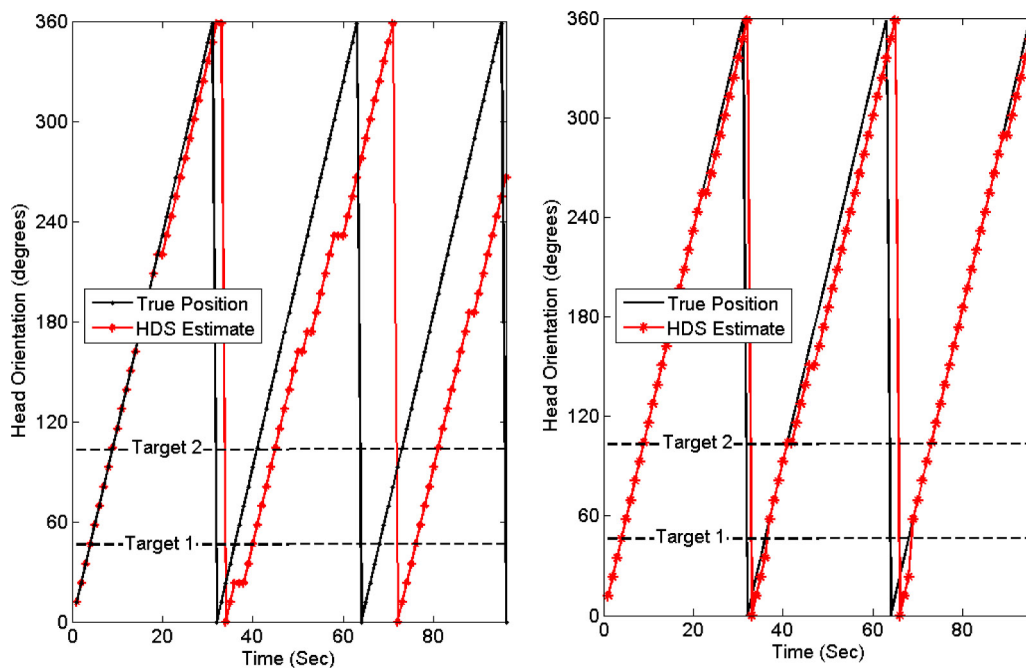 360
300
240
180
120
60
0
Head Orientation (degrees)
True Position
HDS Estimate
Target 2
Target 1
0 20 40 60 80
Time (Sec)
360
300
240
180
120
60
0
Head Orientation (degrees)
True Position
HDS Estimate
Target 2
Target 1
0 20 40 60 80
Time (Sec)